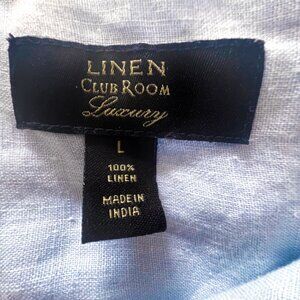 LINEN
CLUB ROOM
Luxury
L
100%
LINEN
MADE IN
INDIA